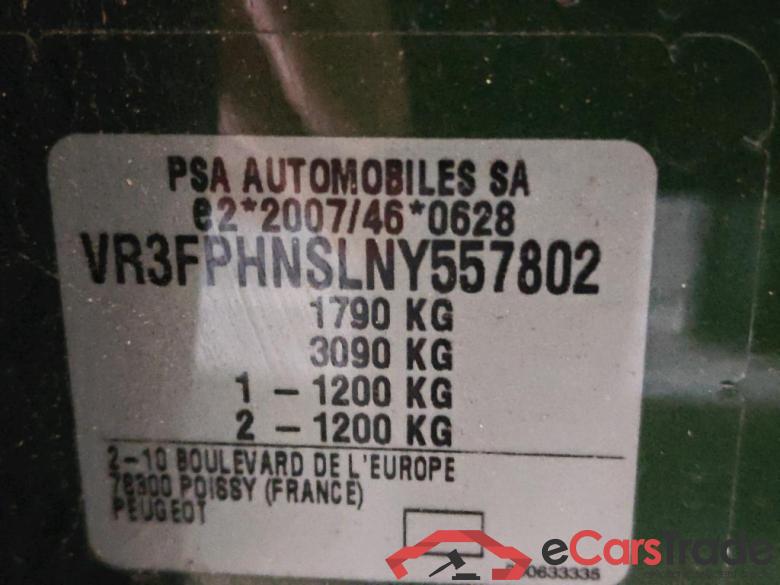 PSA AUTOMOBILES SA
e2*2007/46*0628
VR3FPHNSLNY557802
1790 KG
3090 KG
1 - 1200 KG
2 - 1200 KG
2-10 BOULEVARD DE L'EUROPE
78300 POISSY (FRANCE)
PEUGEOT
eCarsTrade